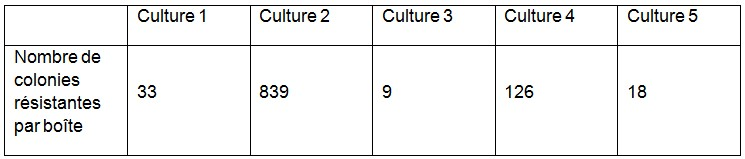 Culture 1 Culture 2 Culture 3 Culture 4 Culture 5
Nombre de
colonies
résistantes
par boîte
33 839 9 126 18